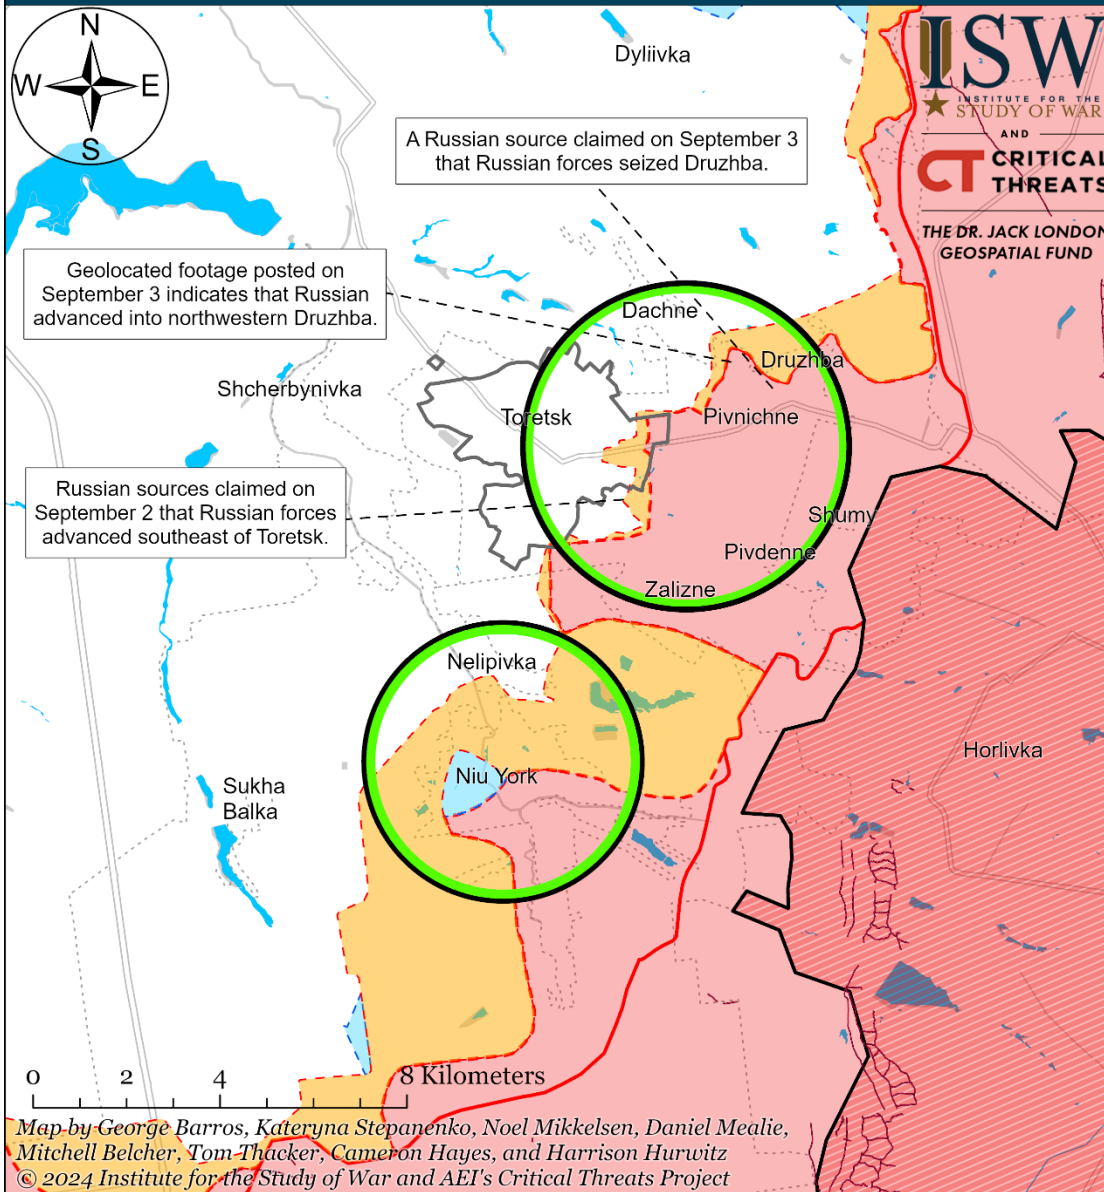 N
W
E
S
Dyliivka
ISW
INSTITUTE FOR THE
STUDY OF WAR
AND
CT CRITICAL
THREATS
THE DR. JACK LONDON
GEOSPATIAL FUND
A Russian source claimed on September 3
that Russian forces seized Druzhba.
Geolocated footage posted on
September 3 indicates that Russian
advanced into northwestern Druzhba.
Dachne
Druzhba
Shcherbynivka
Toretsk
Pivnichne
Russian sources claimed on
September 2 that Russian forces
advanced southeast of Toretsk.
Shumy
Pivdenne
Zalizne
Nelipivka
Horlivka
Niu York
Sukha
Balka
0 2 4 8 Kilometers
Map by George Barros, Kateryna Stepanenko, Noel Mikkelsen, Daniel Mealie,
Mitchell Belcher, Tom Thacker, Cameron Hayes, and Harrison Hurwitz
© 2024 Institute for the Study of War and AEI's Critical Threats Project